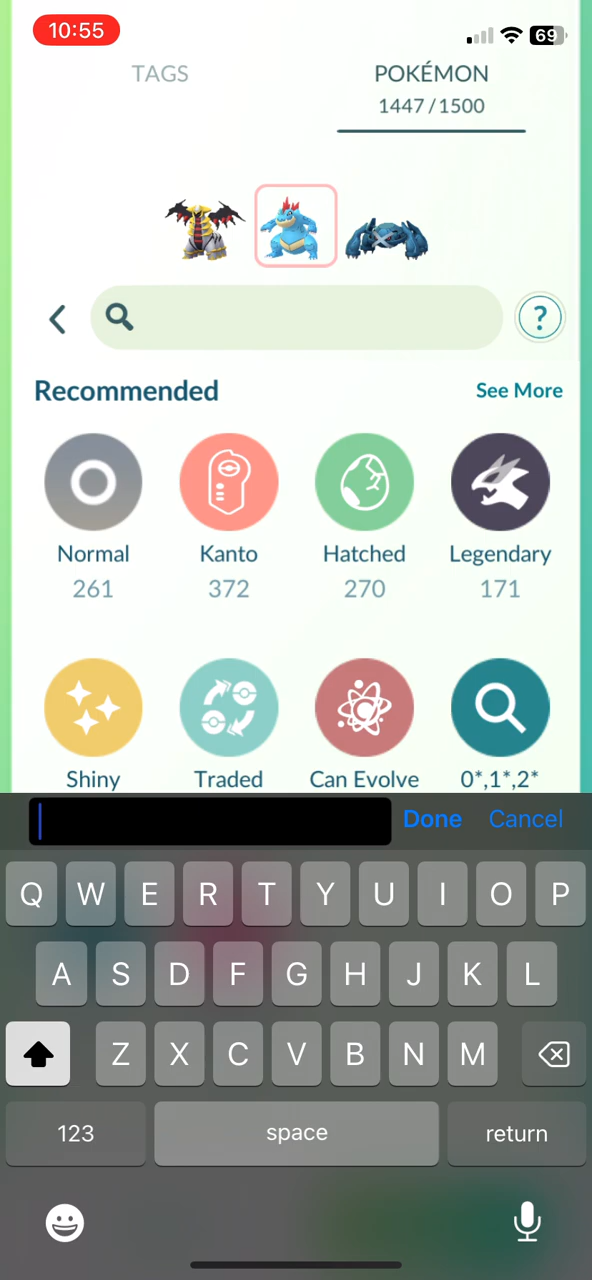 10:55
69
TAGS
POKÉMON
1447 / 1500
?
Recommended
See More
Normal
Kanto
Hatched
Legendary
261
372
270
171
Shiny
Traded
Can Evolve
0*,1*,2*
Done
Cancel
Q W E R T Y U I O P
A S D F G H J K L
Z X C V B N M
123
space
return